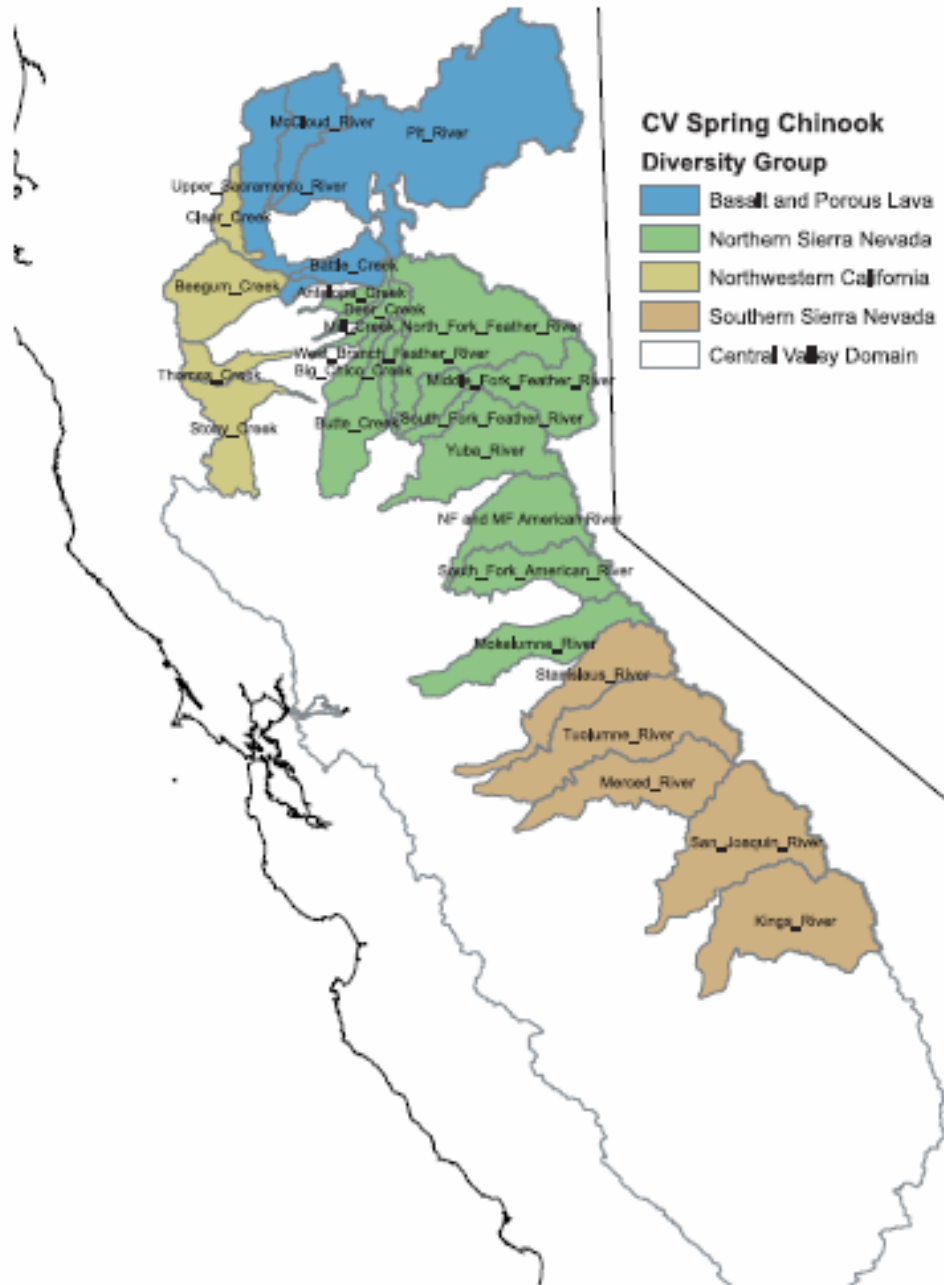 CV Spring Chinook
Diversity Group
Basalt and Porous Lava
Northern Sierra Nevada
Northwestern California
Southern Sierra Nevada
Central Valley Domain
McCloud_River
Pit_River
Upper_Sacramento_River
Clear_Creek
Battle_Creek
Beegum_Creek
Antelope_Creek
Deer_Creek
Mill_Creek
North_Fork_Feather_River
West_Branch_Feather_River
Big_Chico_Creek
Thomes_Creek
Middle_Fork_Feather_River
Butte_Creek
South_Fork_Feather_River
Stony_Creek
Yuba_River
NF and MF American River
South_Fork_American_River
Mokelumne_River
Stanislaus_River
Tuolumne_River
Merced_River
San_Joaquin_River
Kings_River